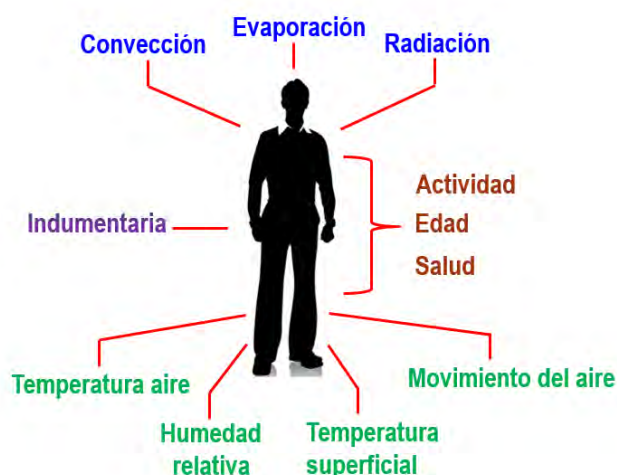 Evaporación
Convección
Radiación
Actividad
Indumentaria
Edad
Salud
Temperatura aire
Movimiento del aire
Humedad
relativa
Temperatura
superficial